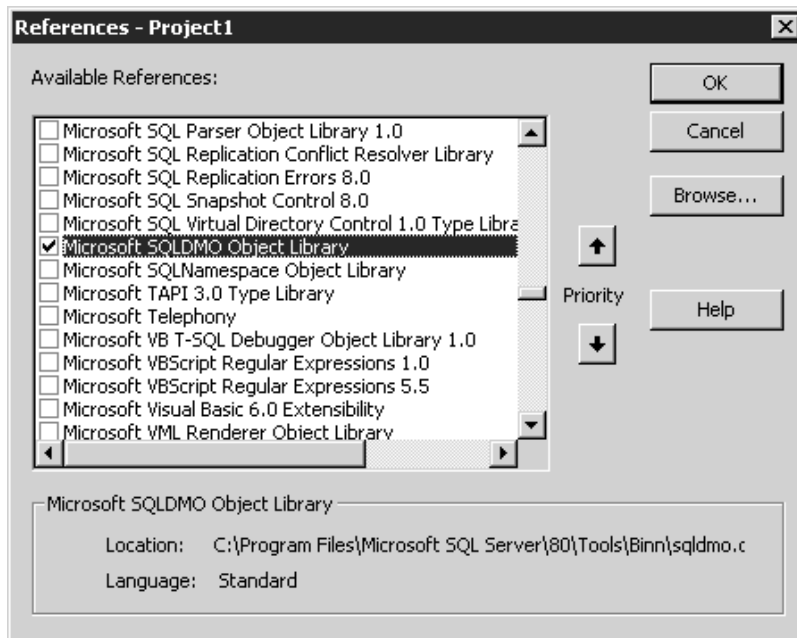 References - Project1
Available References:
Microsoft SQL Parser Object Library 1.0
Microsoft SQL Replication Conflict Resolver Library
Microsoft SQL Replication Errors 8.0
Microsoft SQL Snapshot Control 8.0
Microsoft SQL Virtual Directory Control 1.0 Type Libra
Microsoft SQLDMO Object Library
Microsoft SQLNamespace Object Library
Microsoft TAPI 3.0 Type Library
Microsoft Telephony
Microsoft VB T-SQL Debugger Object Library 1.0
Microsoft VBScript Regular Expressions 1.0
Microsoft VBScript Regular Expressions 5.5
Microsoft Visual Basic 6.0 Extensibility
Microsoft VML Renderer Object Library
OK
Cancel
Browse...
Priority
Help
Microsoft SQLDMO Object Library
Location: C:\Program Files\Microsoft SQL Server\80\Tools\Binn\sqldmo.c
Language: Standard